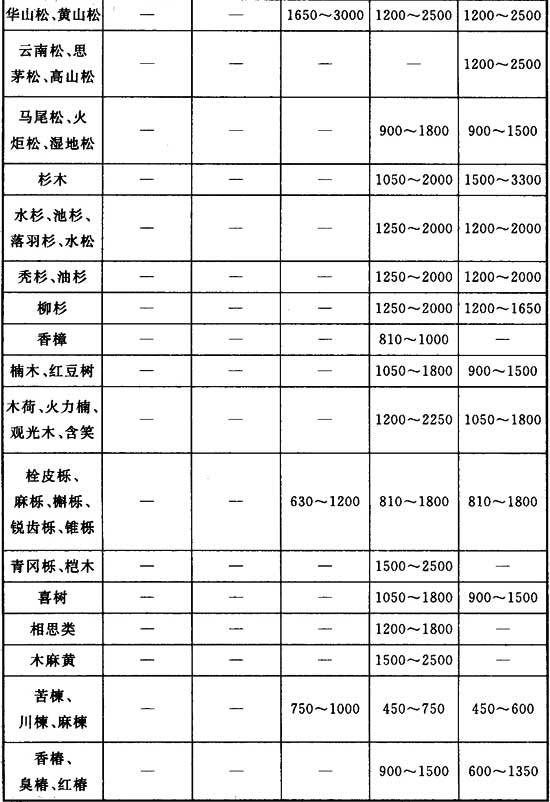 华山松、黄山松 — — 1650～3000 1200～2500 1200～2500
云南松、思
茅松、高山松 — — — — 1200～2500
马尾松、火
炬松、湿地松 — — — 900～1800 900～1500
杉木 — — — 1050～2000 1500～3300
水杉、池杉、
落羽杉、水松 — — — 1250～2000 1200～2000
秃杉、油杉 — — — 1250～2000 1200～2000
柳杉 — — — 1250～2000 1200～1650
香樟 — — — 810～1000 —
楠木、红豆树 — — — 1050～1800 900～1500
木荷、火力楠、
观光木、含笑 — — — 1200～2250 1050～1800
栓皮栎、
麻栎、槲栎、
锐齿栎、锥栎 — — 630～1200 810～1800 810～1800
青冈栎、桤木 — — — 1500～2500 —
喜树 — — — 1050～1800 900～1500
相思类 — — — 1200～1800 —
木麻黄 — — — 1500～2500 —
苦楝、
川楝、麻楝 — — 750～1000 450～750 450～600
香椿、
臭椿、红椿 — — — 900～1500 600～1350